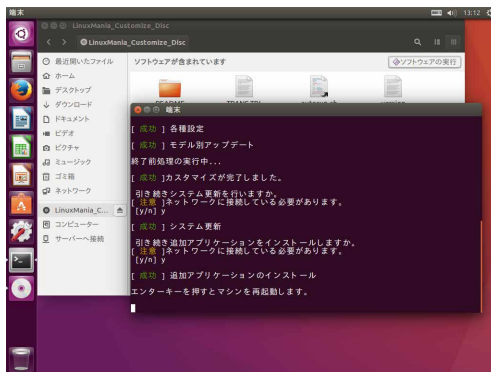 端末
13:12
LinuxMania_Customize_Disc
LinuxMania_Customize_Disc
最近開いたファイル
ホーム
デスクトップ
ダウンロード
ドキュメント
ビデオ
ピクチャ
ミュージック
ゴミ箱
ネットワーク
LinuxMania_C...
コンピューター
サーバーへ接続
ソフトウェアが含まれています
ソフトウェアの実行
README
TRANS.TBL
autorun.sh
version
端末
[ 成功 ] 各種設定
[ 成功 ] モデル別アップデート
終了前処理の実行中...
[ 成功 ]カスタマイズが完了しました。
引き続きシステム更新を行いますか。
[ 注意 ]ネットワークに接続している必要があります。
[y/n] y
[ 成功 ] システム更新
引き続き追加アプリケーションをインストールしますか。
[ 注意 ]ネットワークに接続している必要があります。
[y/n] y
[ 成功 ] 追加アプリケーションのインストール
エンターキーを押すとマシンを再起動します。